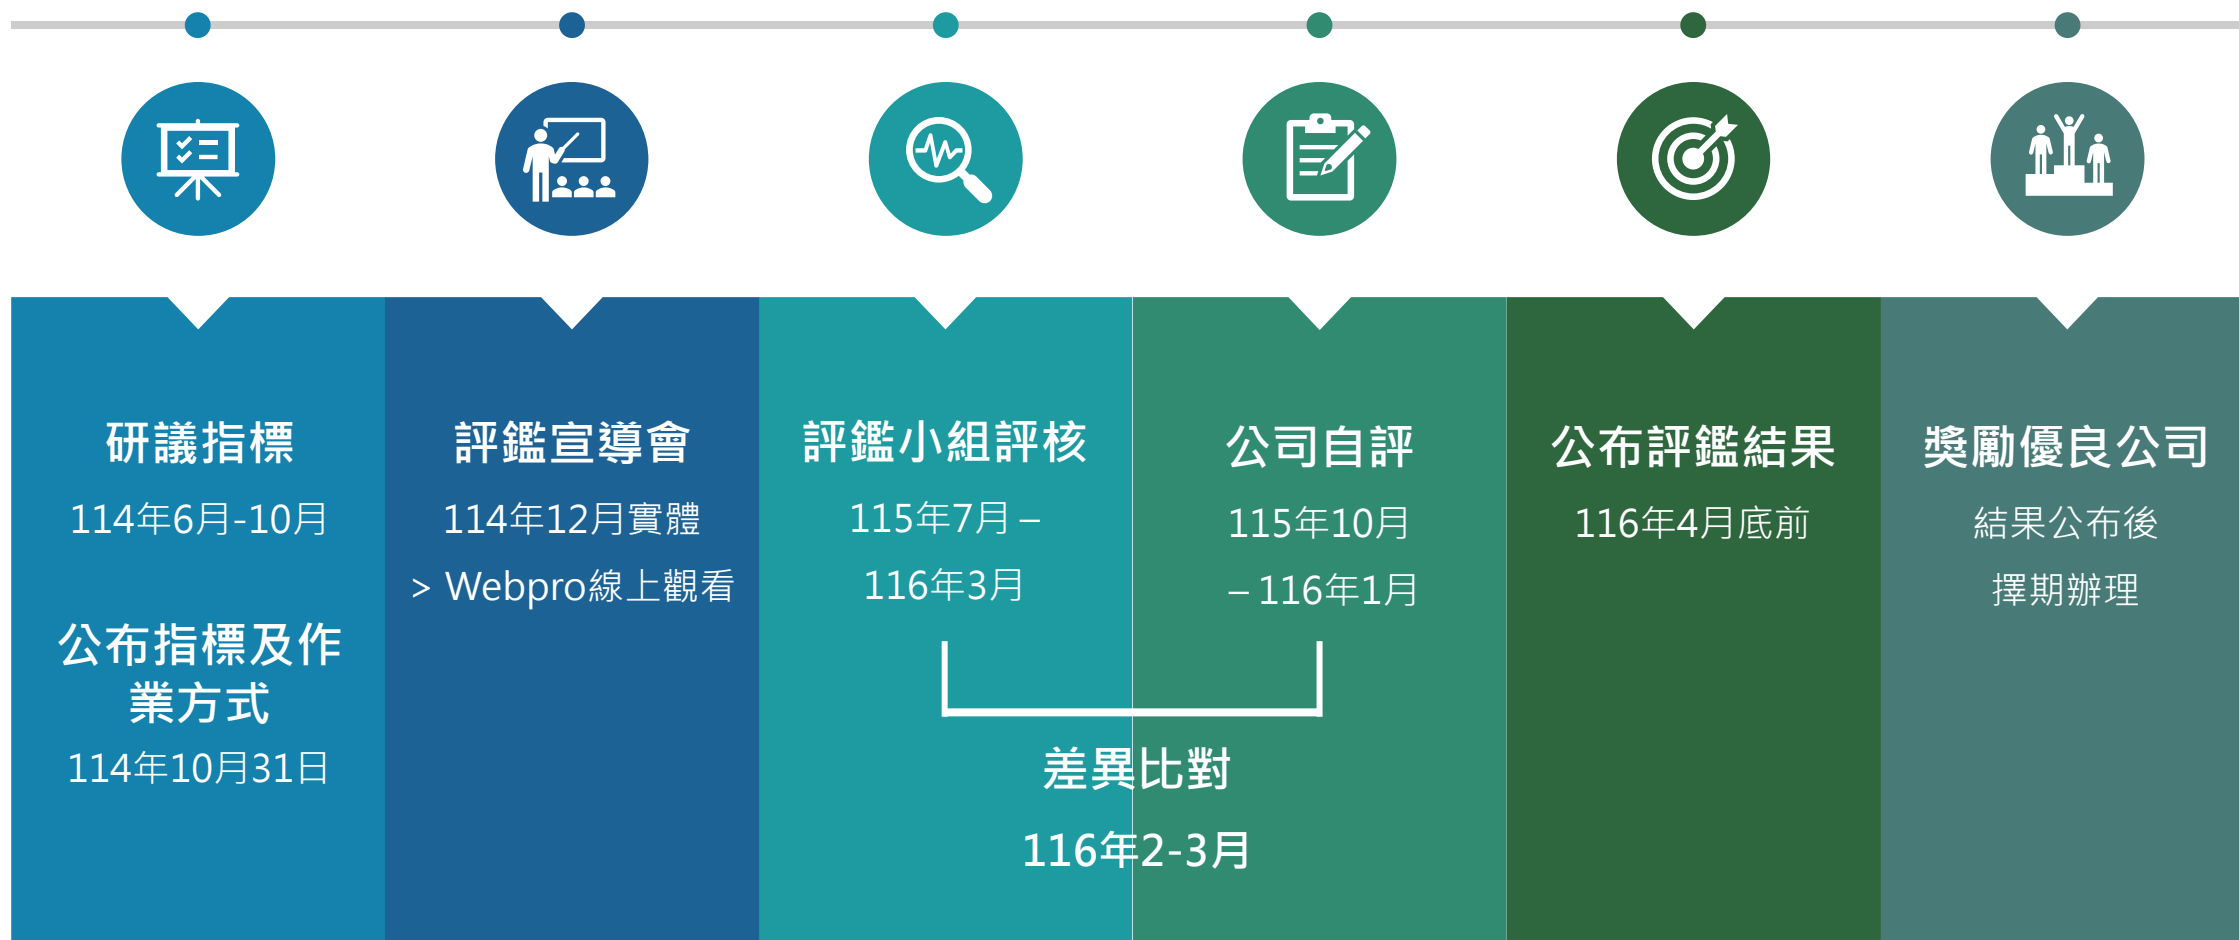 研議指標
114年6月-10月
公布指標及作
業方式
114年10月31日
評鑑宣導會
114年12月實體
> Webpro線上觀看
評鑑小組評核
115年7月 –
116年3月
公司自評
115年10月
– 116年1月
差異比對
116年2-3月
公布評鑑結果
116年4月底前
獎勵優良公司
結果公布後
擇期辦理